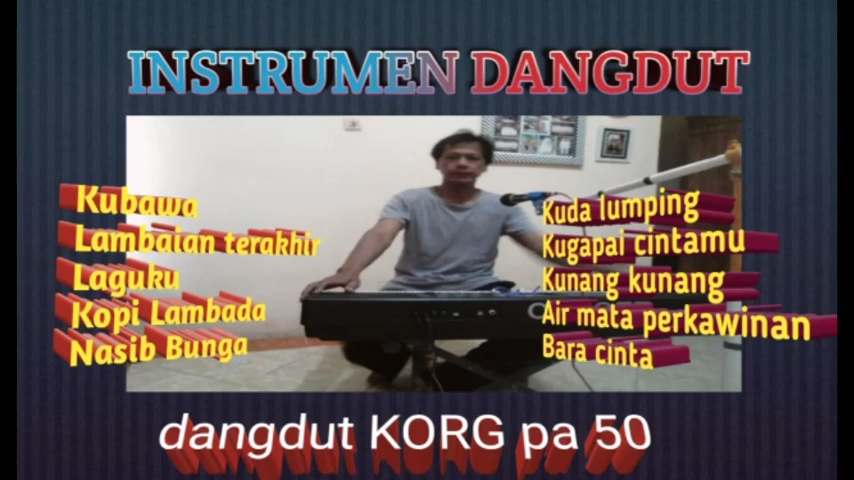 INSTRUMEN DANGDUT
Kubawa
Lambaian terakhir
Laguku
Kopi Lambada
Nasib Bunga
Kuda lumping
Kugapai cintamu
Kunang kunang
Air mata perkawinan
Bara cinta
dangdut KORG pa 50